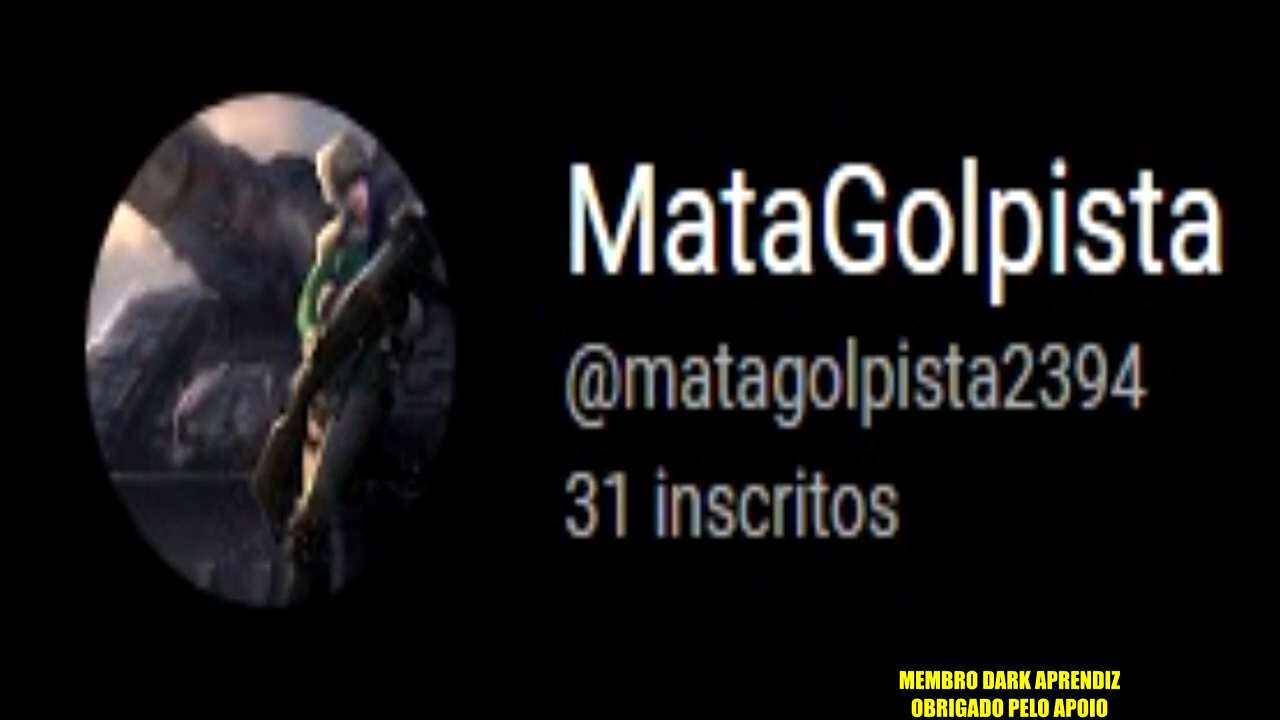 MataGolpista
@matagolpista2394
31 inscritos
MEMBRO DARK APRENDIZ
OBRIGADO PELO APOIO